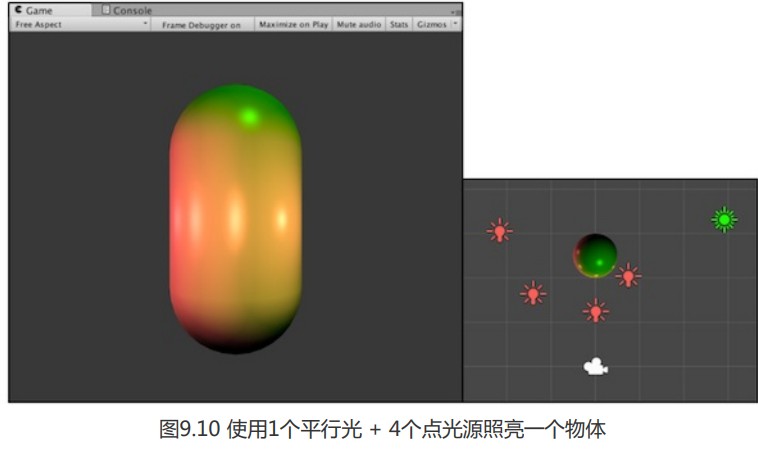 Game
Console
Free Aspect
Frame Debugger on
Maximize on Play
Mute audio
Stats
Gizmos
图9.10 使用1个平行光 + 4个点光源照亮一个物体